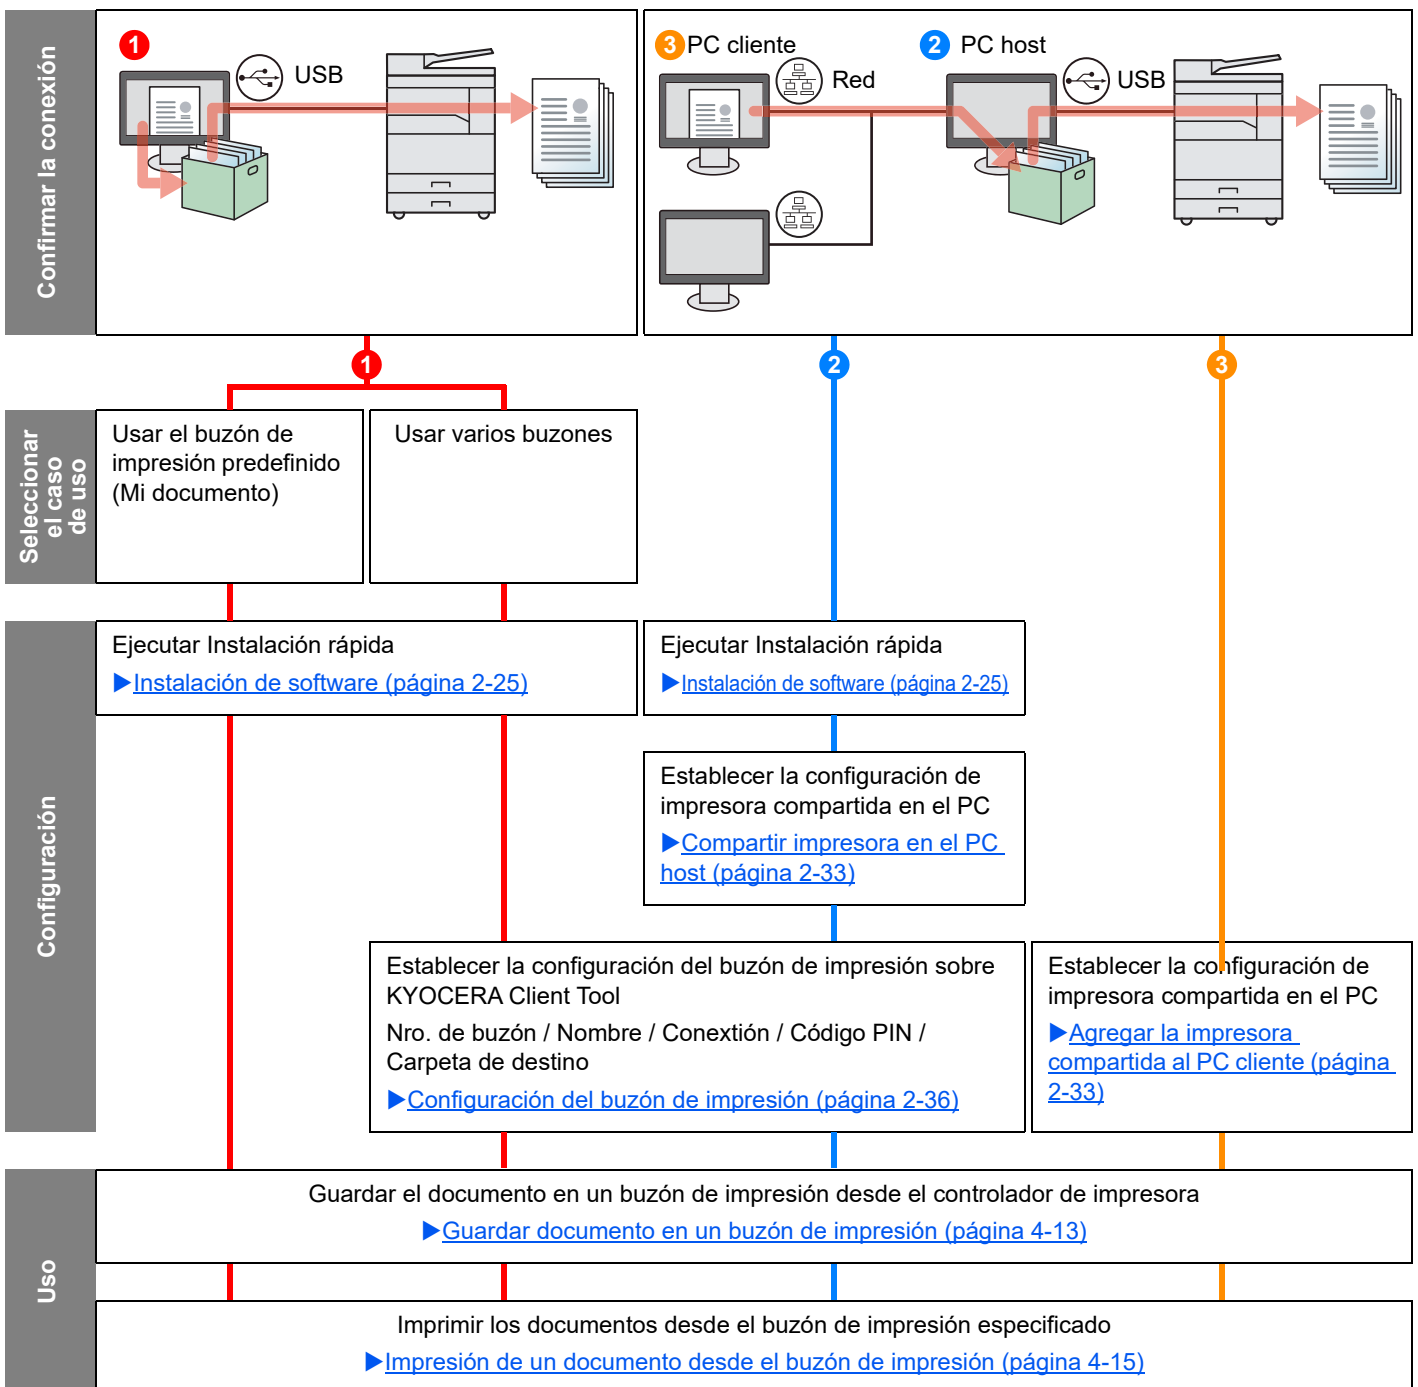 Confirmar la conexión
1
USB
3 PC cliente
Red
2 PC host
USB
1
2
3
Seleccionar
el caso
de uso
Usar el buzón de
impresión predefinido
(Mi documento)
Usar varios buzones
Configuración
Ejecutar Instalación rápida
▶Instalación de software (página 2-25)
Ejecutar Instalación rápida
▶Instalación de software (página 2-25)
Establecer la configuración de
impresora compartida en el PC
▶Compartir impresora en el PC
host (página 2-33)
Establecer la configuración del buzón de impresión sobre
KYOCERA Client Tool
Nro. de buzón / Nombre / Conextión / Código PIN /
Carpeta de destino
▶Configuración del buzón de impresión (página 2-36)
Establecer la configuración de
impresora compartida en el PC
▶Agregar la impresora
compartida al PC cliente (página
2-33)
Uso
Guardar el documento en un buzón de impresión desde el controlador de impresora
▶Guardar documento en un buzón de impresión (página 4-13)
Imprimir los documentos desde el buzón de impresión especificado
▶Impresión de un documento desde el buzón de impresión (página 4-15)